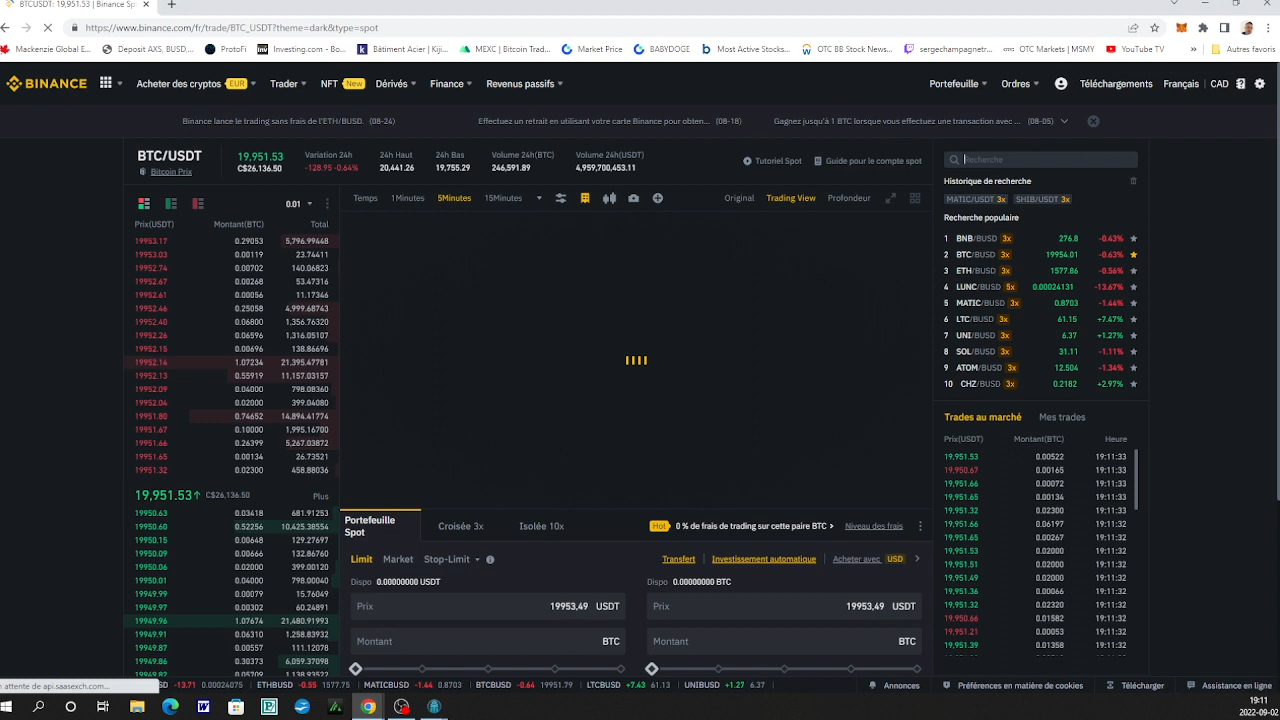 BTCUSDT: 19,951.53 | Binance Sp
https://www.binance.com/fr/trade/BTC_USDT?theme=dark&type=spot
Mackenzie Global E... Deposit AXS, BUSD,... ProtoFi Investing.com - Bo... Bâtiment Acier | Kiji... MEXC | Bitcoin Trad... Market Price BABYDOGE Most Active Stocks... OTC BB Stock News... sergechampagnetr... OTC Markets | MSMY YouTube TV » Autres favoris
BINANCE Acheter des cryptos EUR Trader NFT New Dérivés Finance Revenus passifs Portefeuille Ordres Téléchargements Français CAD
Binance lance le trading sans frais de l'ETH/BUSD. (08-24) Effectuez un retrait en utilisant votre carte Binance pour obten... (08-18) Gagnez jusqu'à 1 BTC lorsque vous effectuez une transaction avec ... (08-05)
BTC/USDT
Bitcoin Prix
19,951.53
C$26,136.50
Variation 24h
-128.95 -0.64%
24h Haut
20,441.26
24h Bas
19,755.29
Volume 24h(BTC)
246,591.89
Volume 24h(USDT)
4,959,700,453.11
Tutoriel Spot Guide pour le compte spot
0.01
Prix(USDT) Montant(BTC) Total
19953.17 0.29053 5,796.99448
19953.03 0.00119 23.74411
19952.74 0.00702 140.06823
19952.67 0.00268 53.47316
19952.61 0.00056 11.17346
19952.46 0.25058 4,999.68743
19952.40 0.06800 1,356.76320
19952.26 0.06596 1,316.05107
19952.15 0.00696 138.86696
19952.14 1.07234 21,395.47781
19952.13 0.55919 11,157.03157
19952.09 0.04000 798.08360
19952.04 0.02000 399.04080
19951.80 0.74652 14,894.41774
19951.67 0.10000 1,995.16700
19951.66 0.26399 5,267.03872
19951.65 0.00134 26.73521
19951.32 0.02300 458.88036
19,951.53↑ C$26,136.50 Plus
19950.63 0.03418 681.91253
19950.60 0.52256 10,425.38554
19950.15 0.00648 129.27697
19950.09 0.00666 132.86760
19950.06 0.02000 399.00120
19950.01 0.04000 798.00040
19949.99 0.00079 15.76049
19949.97 0.00302 60.24891
19949.96 1.07674 21,480.91993
19949.91 0.06310 1,258.83932
19949.87 0.00557 111.12078
19949.86 0.30373 6,059.37098
19949.82 0.05709 1,138.93522
Temps 1Minutes 5Minutes 15Minutes Original Trading View Profondeur
Portefeuille Spot Croisée 3x Isolée 10x
Hot 0 % de frais de trading sur cette paire BTC > Niveau des frais
Limit Market Stop-Limit Transfert Investissement automatique Acheter avec USD
Dispo 0.00000000 USDT Dispo 0.00000000 BTC
Prix 19953,49 USDT Prix 19953,49 USDT
Montant BTC Montant BTC
Recherche
Historique de recherche
MATIC/USDT 3x SHIB/USDT 3x
Recherche populaire
1 BNB/BUSD 3x 276.8 -0.43%
2 BTC/BUSD 3x 19954.01 -0.63%
3 ETH/BUSD 3x 1577.86 -0.56%
4 LUNC/BUSD 5x 0.00024131 -13.67%
5 MATIC/BUSD 3x 0.8703 -1.44%
6 LTC/BUSD 3x 61.15 +7.47%
7 UNI/BUSD 3x 6.37 +1.27%
8 SOL/BUSD 3x 31.11 -1.11%
9 ATOM/BUSD 3x 12.504 -1.34%
10 CHZ/BUSD 3x 0.2182 +2.97%
Trades au marché Mes trades
Prix(USDT) Montant(BTC) Heure
19,951.53 0.00522 19:11:33
19,950.67 0.00165 19:11:33
19,951.66 0.00072 19:11:33
19,951.65 0.00134 19:11:33
19,951.32 0.02300 19:11:33
19,951.66 0.06197 19:11:32
19,951.65 0.00267 19:11:32
19,951.53 0.02000 19:11:32
19,951.51 0.02000 19:11:32
19,951.49 0.02000 19:11:32
19,951.36 0.00066 19:11:32
19,951.32 0.02320 19:11:32
19,950.66 0.01582 19:11:32
19,951.21 0.00053 19:11:32
19,951.39 0.01358 19:11:32
n attente de api.saasexch.com...
USD -13.71 0.00024075 ETHBUSD -0.55 1577.75 MATICBUSD -1.44 0.8703 BTCBUSD -0.64 19951.79 LTCBUSD +7.43 61.13 UNIBUSD +1.27 6.37
Annonces Préférences en matière de cookies Télécharger Assistance en ligne
19:11
2022-09-02